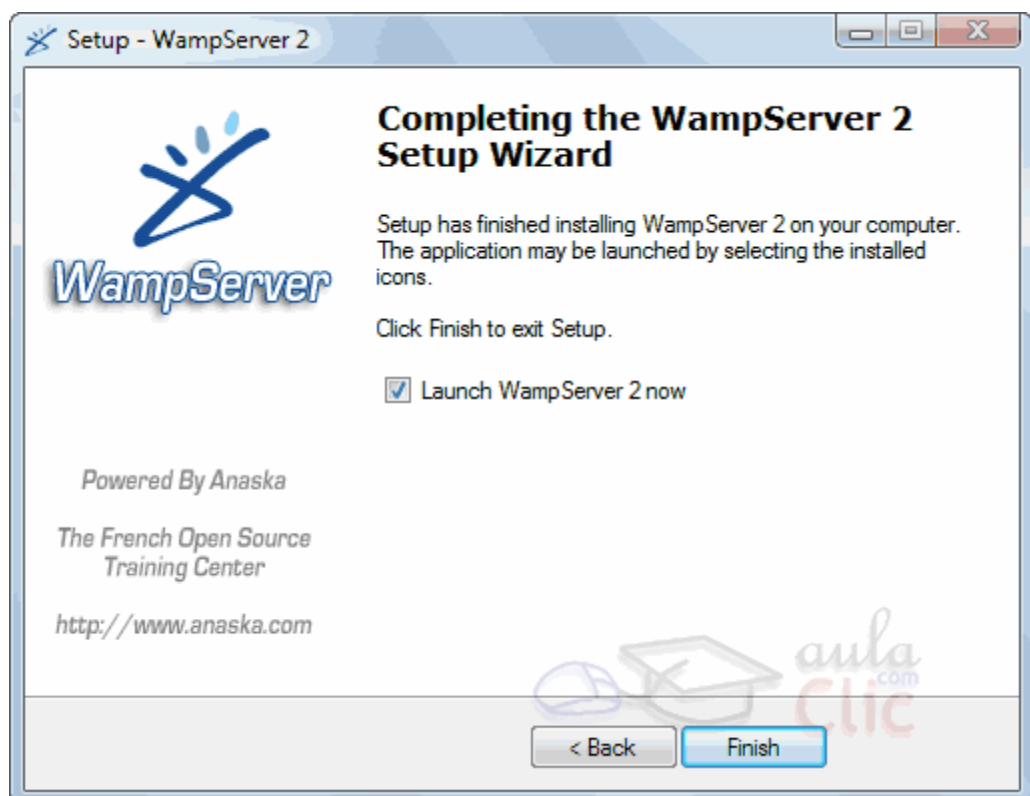 Setup - WampServer 2
WampServer
Powered By Anaska
The French Open Source
Training Center
http://www.anaska.com
Completing the WampServer 2
Setup Wizard
Setup has finished installing WampServer 2 on your computer.
The application may be launched by selecting the installed
icons.
Click Finish to exit Setup.
Launch WampServer 2 now
aula
.com
Clic
< Back
Finish